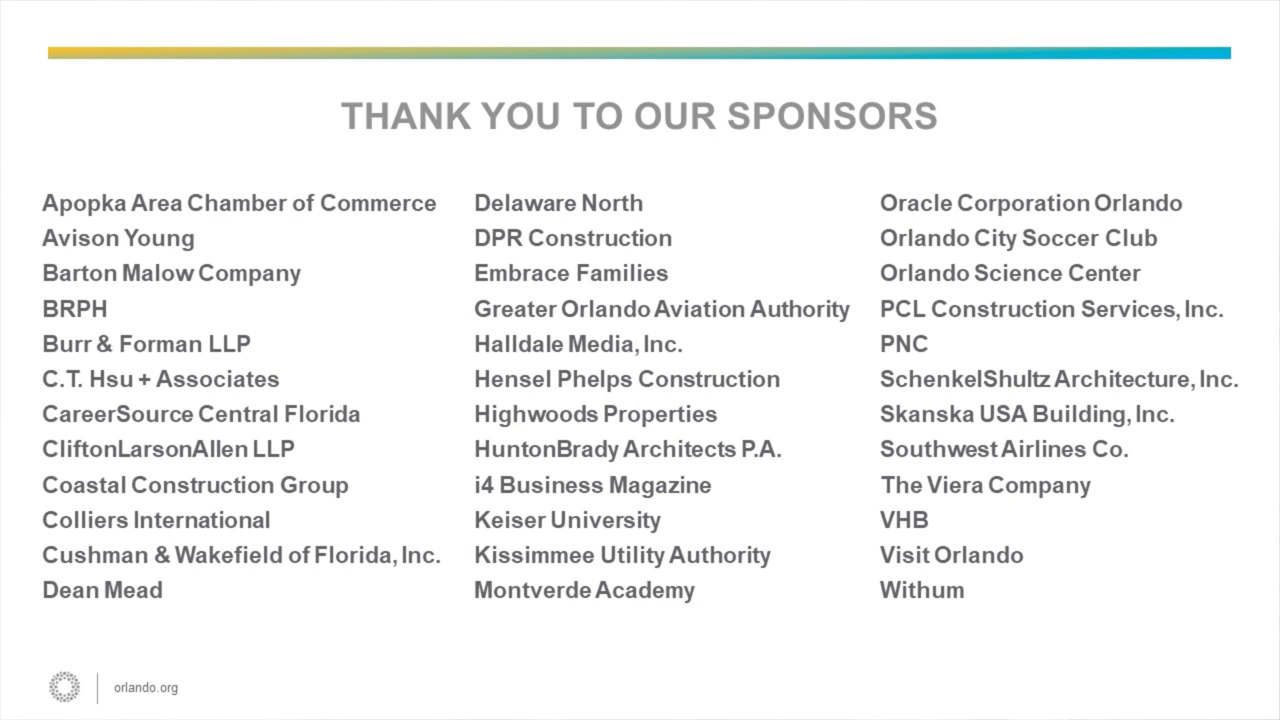 THANK YOU TO OUR SPONSORS
Apopka Area Chamber of Commerce
Avison Young
Barton Malow Company
BRPH
Burr & Forman LLP
C.T. Hsu + Associates
CareerSource Central Florida
CliftonLarsonAllen LLP
Coastal Construction Group
Colliers International
Cushman & Wakefield of Florida, Inc.
Dean Mead
Delaware North
DPR Construction
Embrace Families
Greater Orlando Aviation Authority
Halldale Media, Inc.
Hensel Phelps Construction
Highwoods Properties
HuntonBrady Architects P.A.
i4 Business Magazine
Keiser University
Kissimmee Utility Authority
Montverde Academy
Oracle Corporation Orlando
Orlando City Soccer Club
Orlando Science Center
PCL Construction Services, Inc.
PNC
SchenkelShultz Architecture, Inc.
Skanska USA Building, Inc.
Southwest Airlines Co.
The Viera Company
VHB
Visit Orlando
Withum
orlando.org